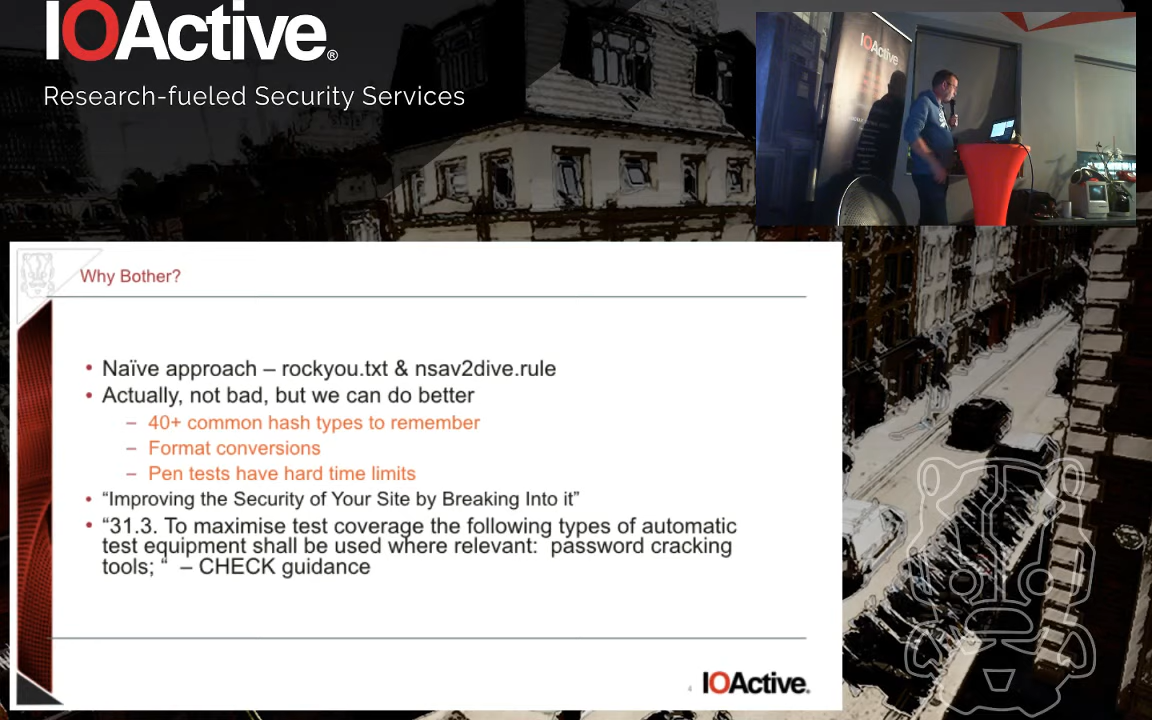 IOActive®
Research-fueled Security Services
IOActive
Why Bother?
• Naïve approach – rockyou.txt & nsav2dive.rule
• Actually, not bad, but we can do better
– 40+ common hash types to remember
– Format conversions
– Pen tests have hard time limits
• “Improving the Security of Your Site by Breaking Into it”
• “31.3. To maximise test coverage the following types of automatic
test equipment shall be used where relevant:  password cracking
tools; “  – CHECK guidance
4
IOActive.